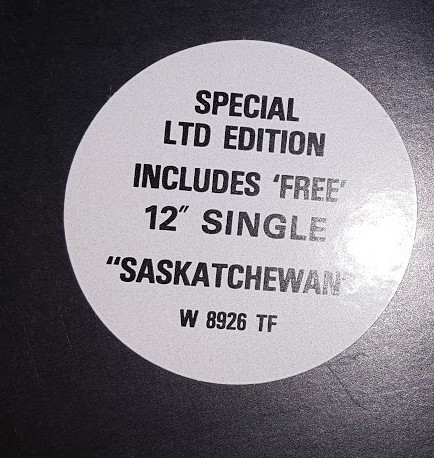 SPECIAL
LTD EDITION
INCLUDES 'FREE'
12" SINGLE
"SASKATCHEWAN"
W 8926 TF